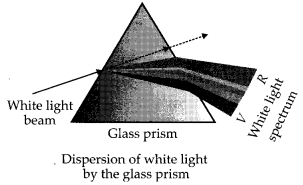 R
White light
spectrum
V
White light
beam
Glass prism
Dispersion of white light
by the glass prism